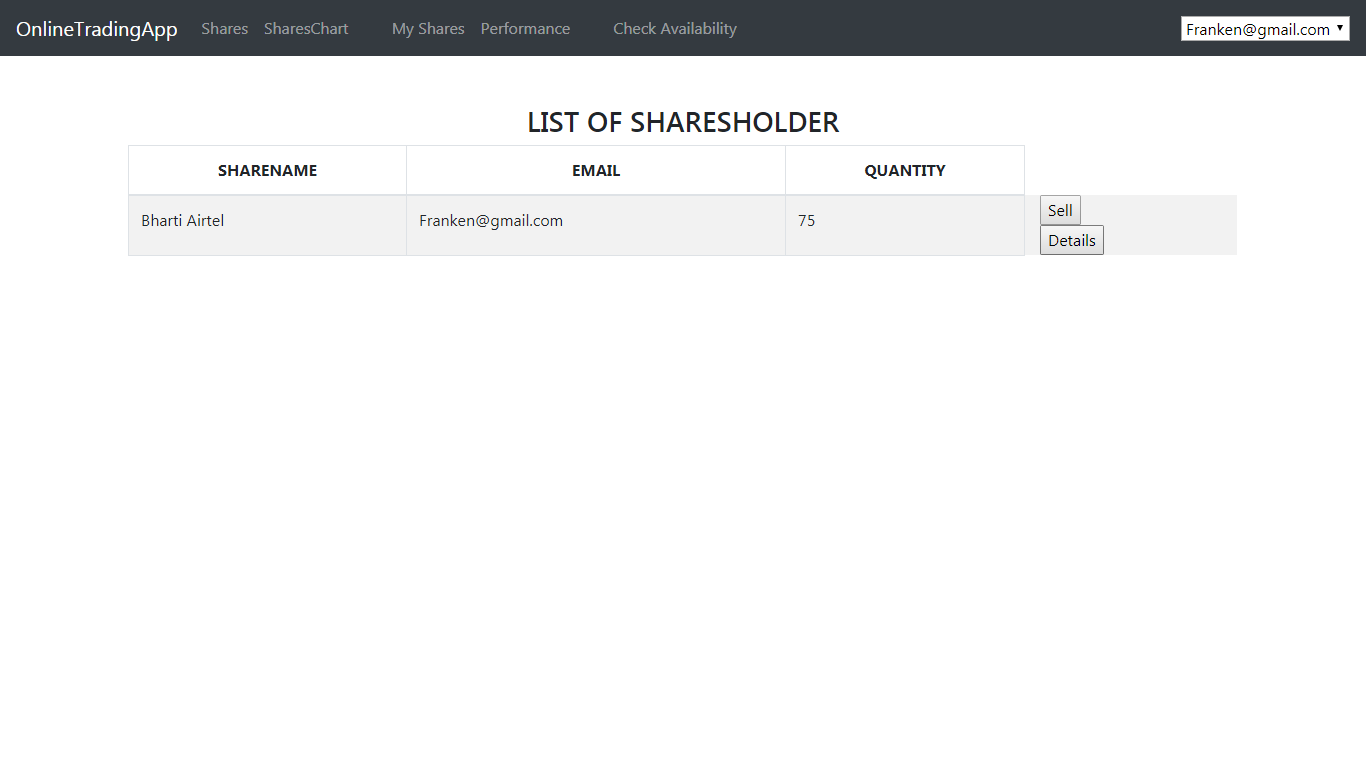 OnlineTradingApp Shares SharesChart My Shares Performance Check Availability Franken@gmail.com
LIST OF SHARESHOLDER
SHARENAME EMAIL QUANTITY
Bharti Airtel Franken@gmail.com 75 Sell
Details